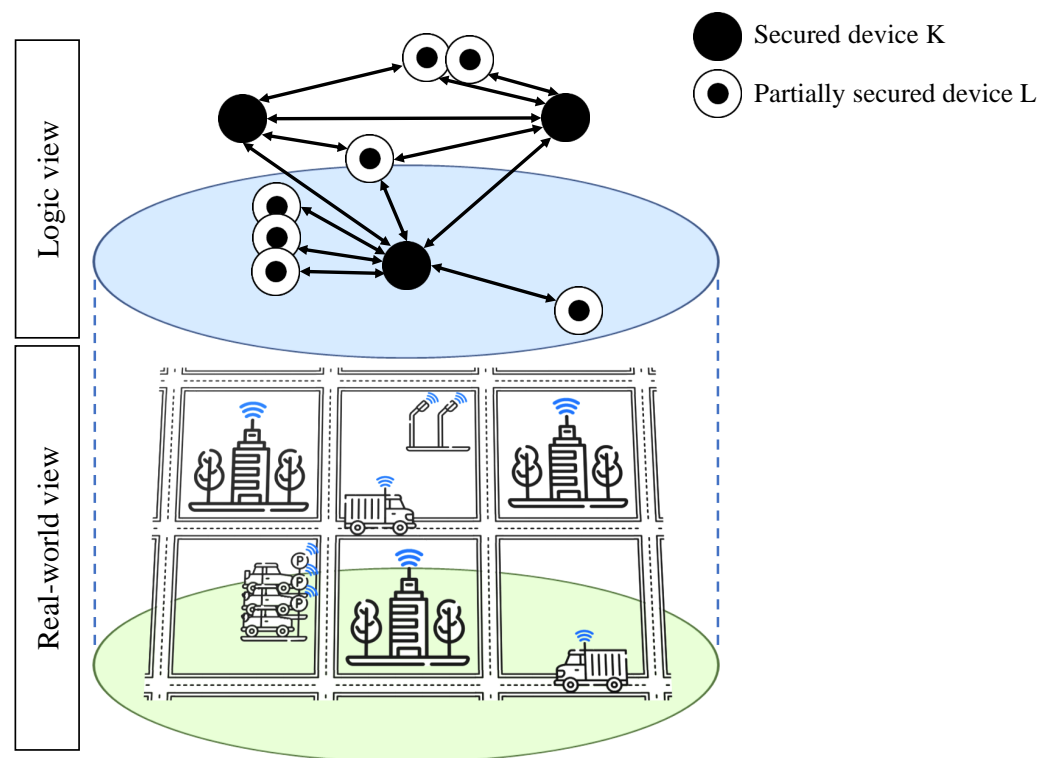 Secured device K
Partially secured device L
Logic view
Real-world view
P
P
P